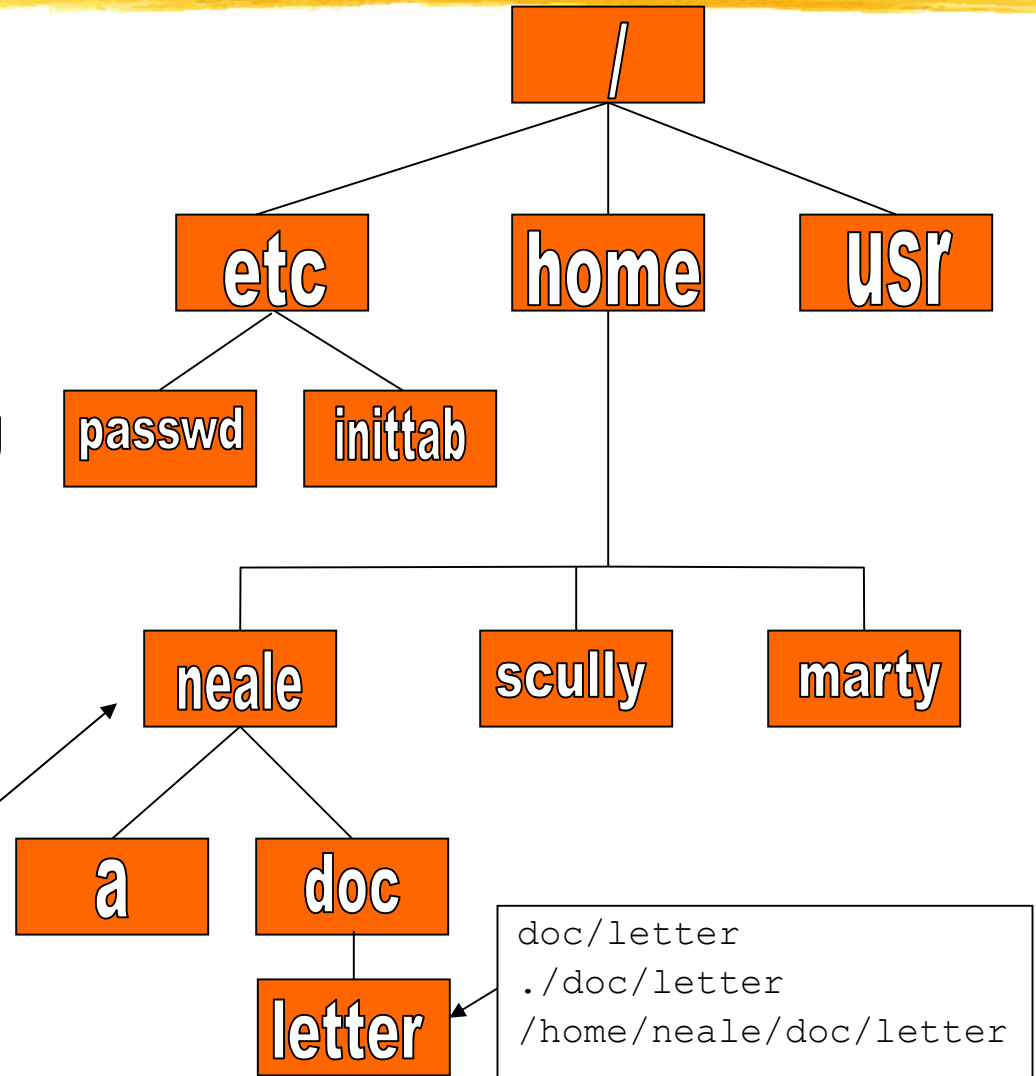 /
etc home usr
passwd inittab
neale scully marty
a doc
letter
doc/letter
./doc/letter
/home/neale/doc/letter